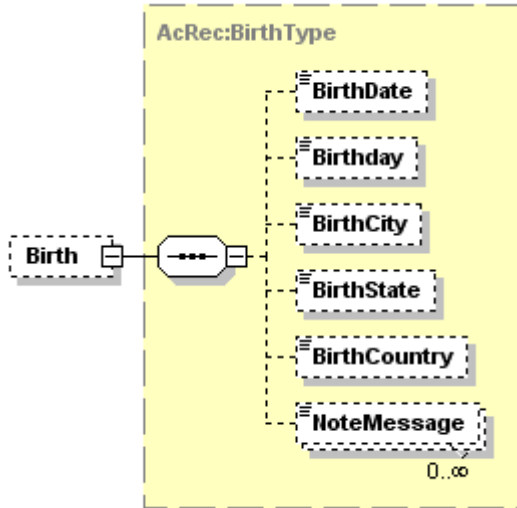 AcRec:BirthType
BirthDate
Birthday
BirthCity
Birth
BirthState
BirthCountry
NoteMessage
0..∞